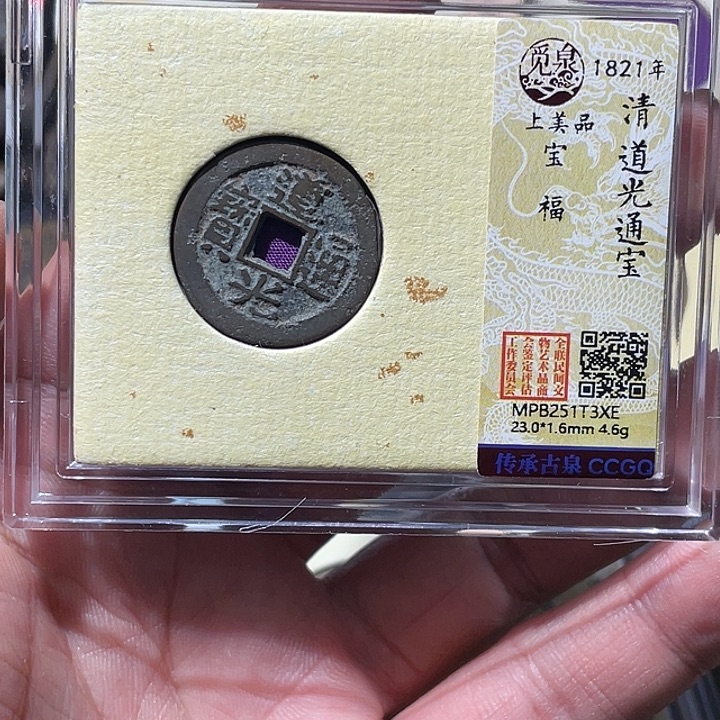 道光通寶
覓泉
1821年
清道光通宝
上美品
宝福
全联民间文
物艺术品商
会鉴定评估
工作委员会
MPB251T3XE
23.0*1.6mm 4.6g
传承古泉 CCGQ